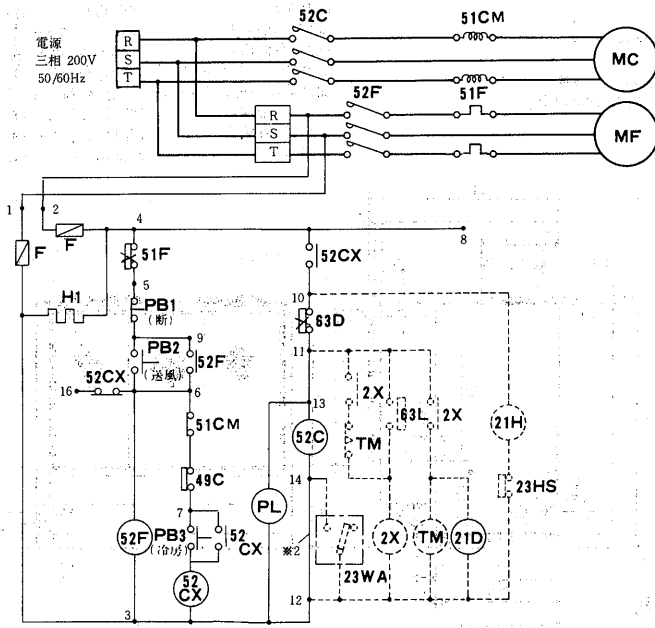 52C
51CM
電源
三相 200V
50/60Hz
R
S
T
MC
52F
51F
R
S
T
MF
1
2
4
8
F
F
51F
52CX
5
10
H1
PB1
(断)
63D
9
11
PB2
(送風)
52F
2X
52CX
16
6
13
63L
2X
21H
51CM
52C
TM
49C
14
23HS
7
PL
52F
PB3
(冷房)
52
CX
※2
2X
TM
21D
52
CX
23WA
12
3